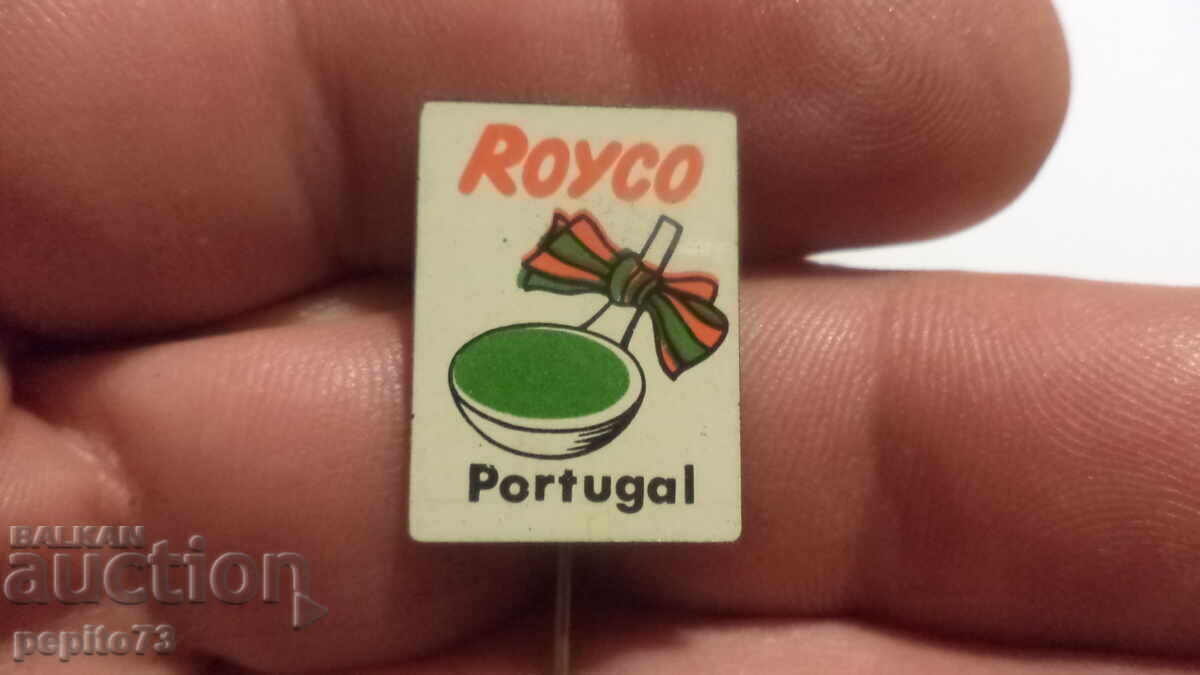 ROYCO
Portugal
BALKAN
auction
pepito73